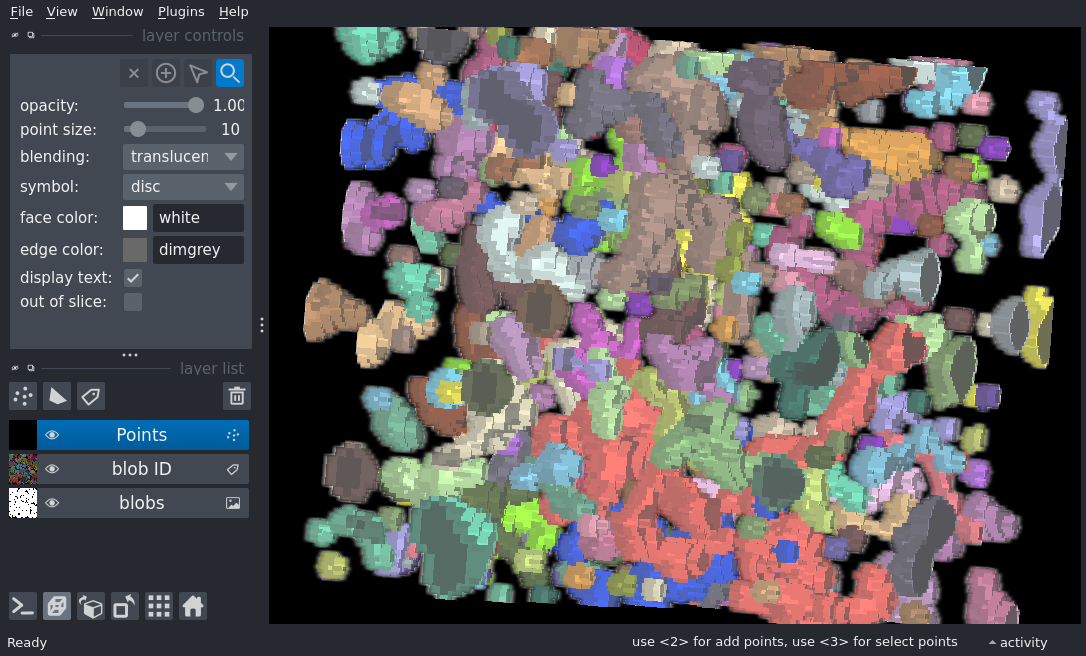 File View Window Plugins Help
layer controls
opacity: 1.00
point size: 10
blending: translucen
symbol: disc
face color: white
edge color: dimgrey
display text:
out of slice:
layer list
Points
blob ID
blobs
Ready
use <2> for add points, use <3> for select points
activity